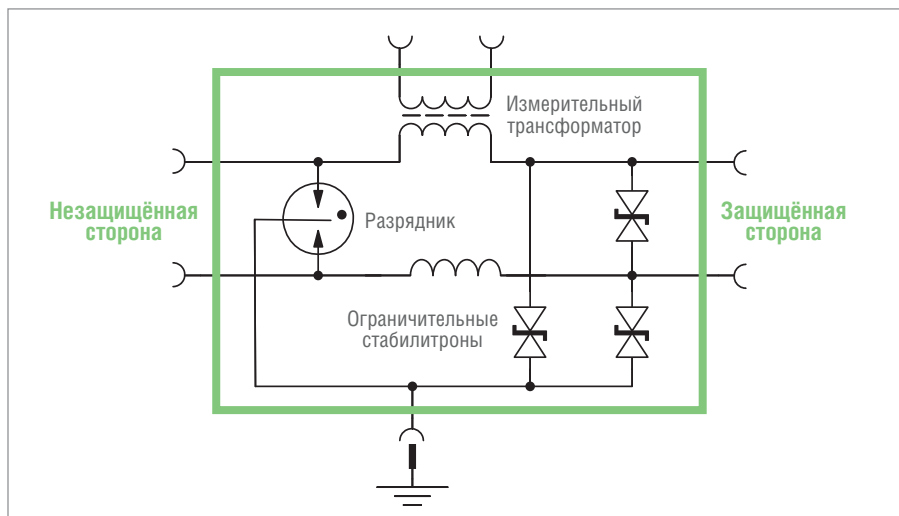 Измерительный
трансформатор
Незащищённая
сторона
Разрядник
Защищённая
сторона
Ограничительные
стабилитроны